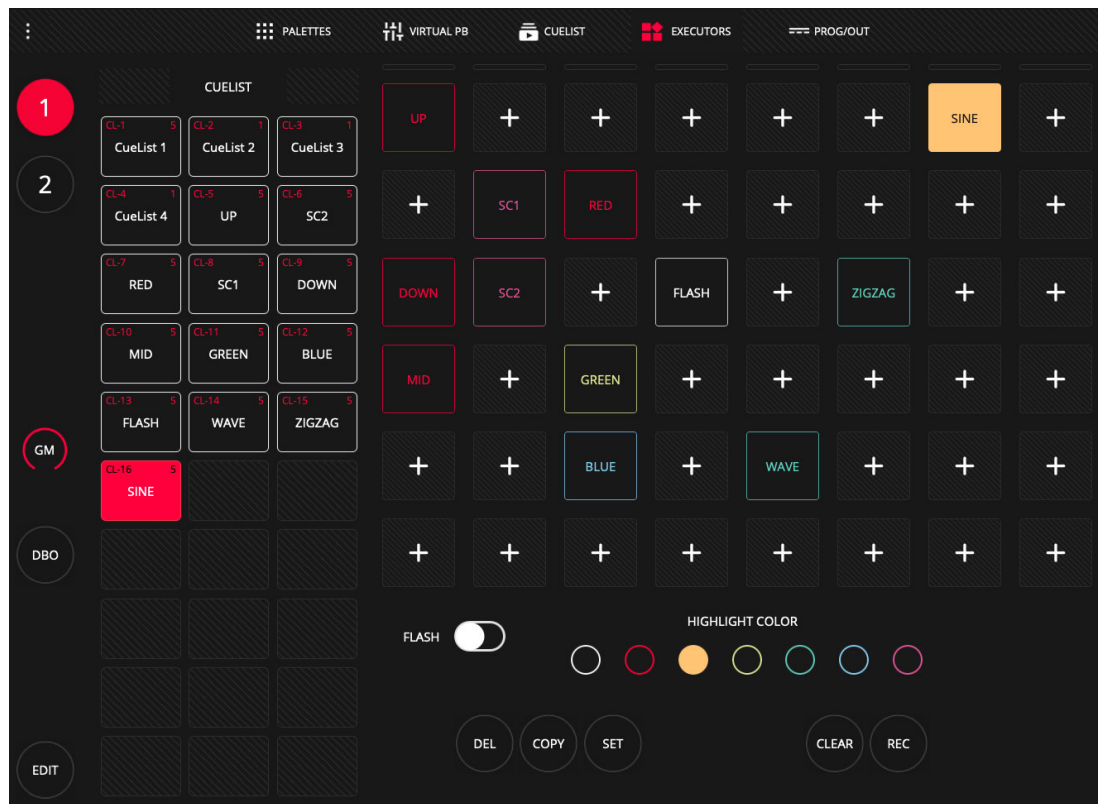 PALETTES VIRTUAL PB CUELIST EXECUTORS PROG/OUT
1
2
GM
DBO
EDIT
CUELIST
CL-1 5 CL-2 1 CL-3 1
CueList 1 CueList 2 CueList 3
CL-4 1 CL-5 5 CL-6 5
CueList 4 UP SC2
CL-7 5 CL-8 5 CL-9 5
RED SC1 DOWN
CL-10 5 CL-11 5 CL-12 5
MID GREEN BLUE
CL-13 5 CL-14 5 CL-15 5
FLASH WAVE ZIGZAG
CL-16 5
SINE
UP + + + + + SINE +
+ SC1 RED + + + + +
DOWN SC2 + FLASH + ZIGZAG + +
MID + GREEN + + + + +
+ + BLUE + WAVE + + +
+ + + + + + + +
FLASH
HIGHLIGHT COLOR
DEL COPY SET CLEAR REC